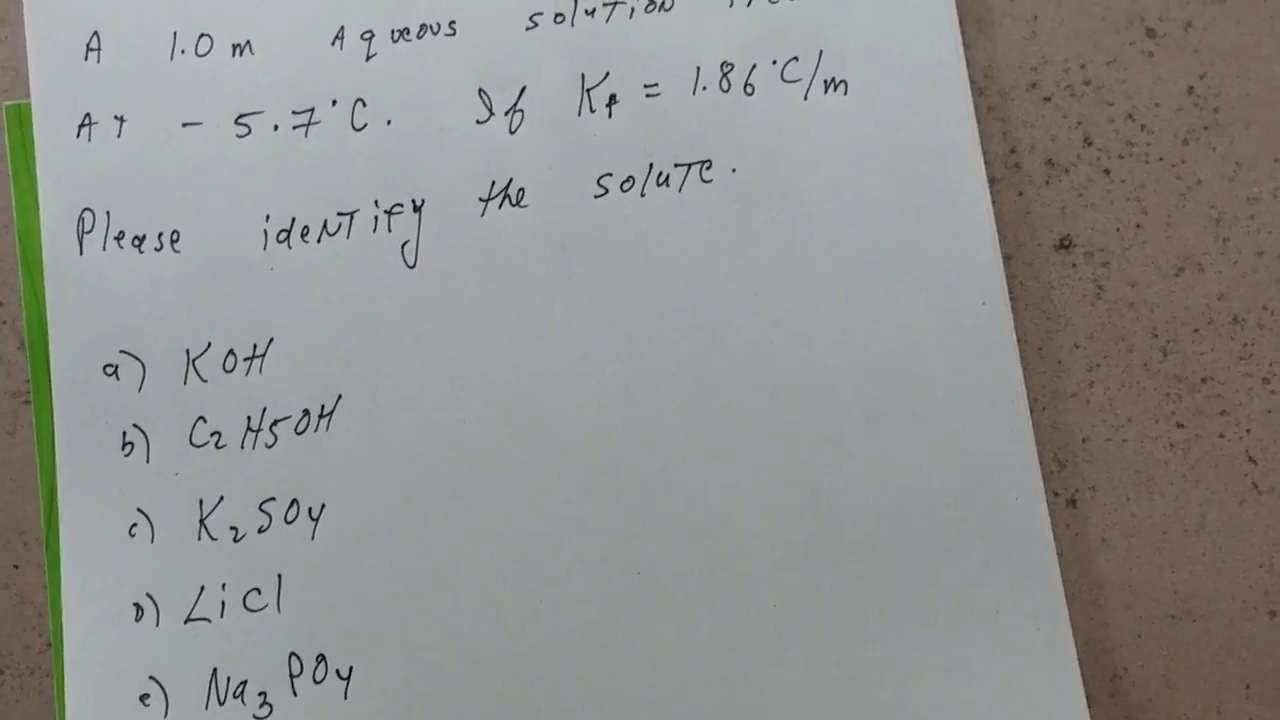 A 1.0 m Aqueous solution
AT - 5.7°C. If Kf = 1.86°C/m
Please identify the solute.
a) KOH
b) C2H5OH
c) K2SO4
D) LiCl
e) Na3PO4